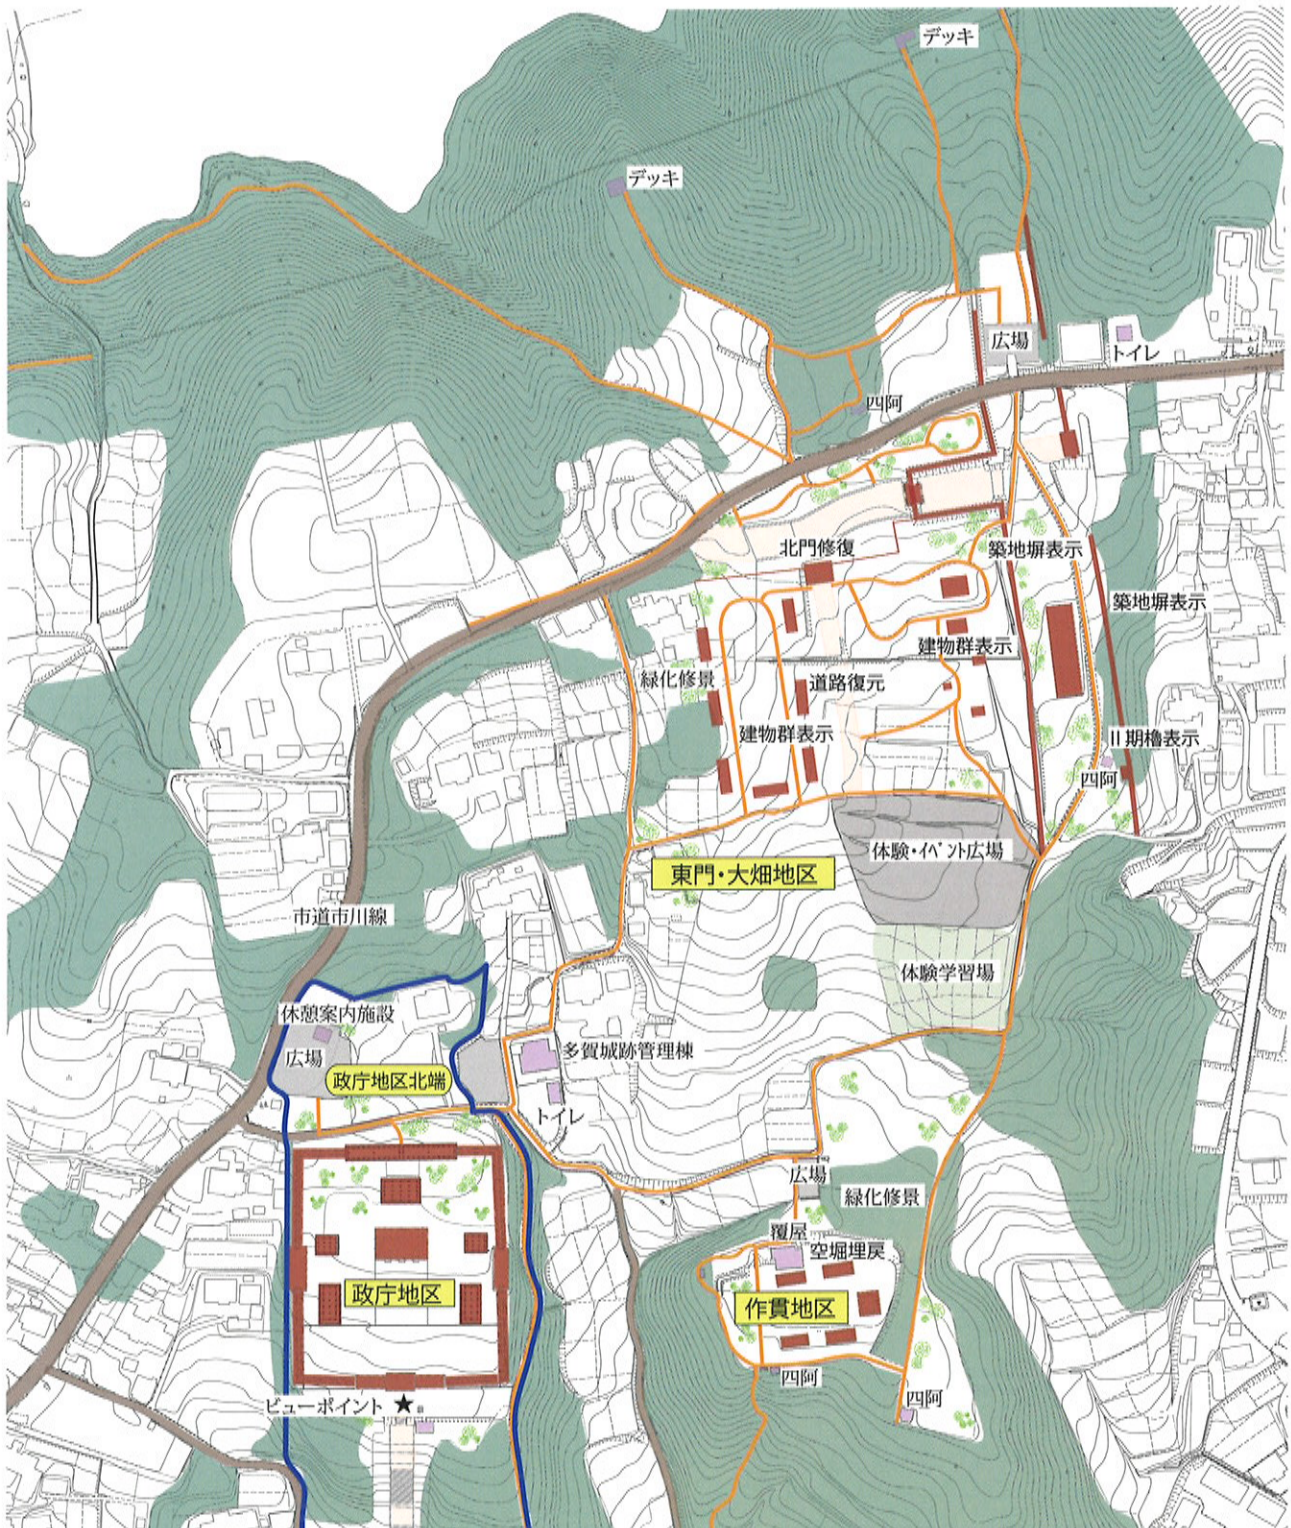 デッキ
デッキ
広場
トイレ
四阿
北門修復
築地塀表示
築地塀表示
建物群表示
緑化修景
道路復元
建物群表示
Ⅱ期櫓表示
四阿
体験・イベント広場
東門・大畑地区
市道市川線
体験学習場
休憩案内施設
広場
多賀城跡管理棟
政庁地区北端
トイレ
広場
緑化修景
覆屋
空堀埋戻
政庁地区
作貫地区
四阿
四阿
ビューポイント ★